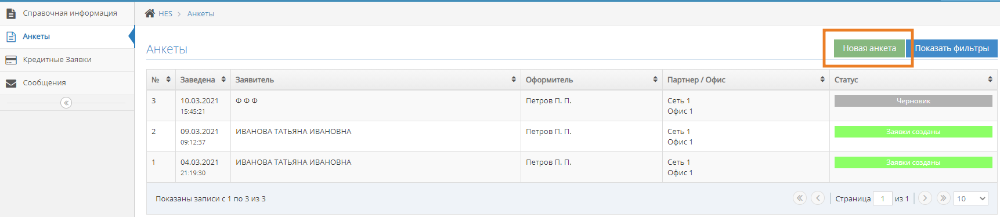 Справочная информация
Анкеты
Кредитные Заявки
Сообщения
HES
Анкеты
Анкеты
Новая анкета
Показать фильтры
№ Заведена Заявитель Оформитель Партнер / Офис Статус
3 10.03.2021 Ф Ф Ф Петров П. П. Сеть 1 Черновик
15:45:21 Офис 1
2 09.03.2021 ИВАНОВА ТАТЬЯНА ИВАНОВНА Петров П. П. Сеть 1 Заявки созданы
09:12:37 Офис 1
1 04.03.2021 ИВАНОВА ТАТЬЯНА ИВАНОВНА Петров П. П. Сеть 1 Заявки созданы
21:19:30 Офис 1
Показаны записи с 1 по 3 из 3
Страница 1 из 1
10